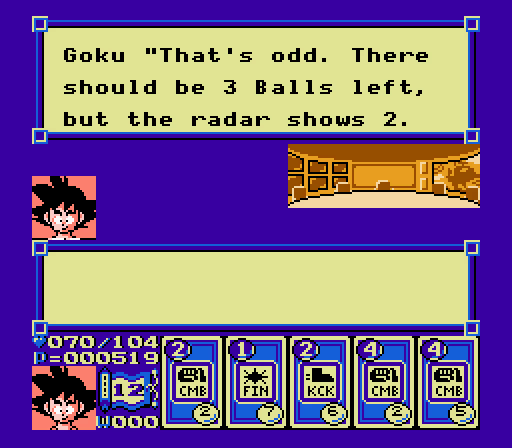 Goku "That's odd. There
should be 3 Balls left,
but the radar shows 2.
070/104
P=000519
12
W000
2 1 2 4 4
CMB FIN KCK CMB CMB
2 7 6 2 5